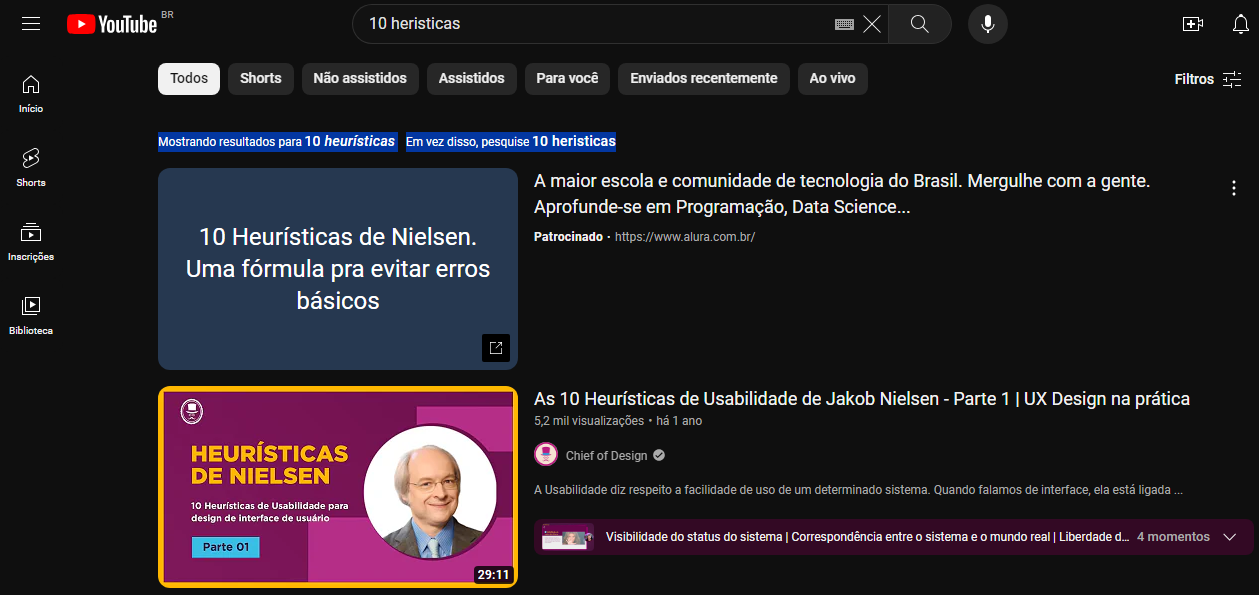 YouTube BR
10 heristicas
Todos Shorts Não assistidos Assistidos Para você Enviados recentemente Ao vivo Filtros
Início
Shorts
Inscrições
Biblioteca
Mostrando resultados para 10 heurísticas Em vez disso, pesquise 10 heristicas
10 Heurísticas de Nielsen.
Uma fórmula pra evitar erros
básicos
A maior escola e comunidade de tecnologia do Brasil. Mergulhe com a gente.
Aprofunde-se em Programação, Data Science...
Patrocinado · https://www.alura.com.br/
HEURÍSTICAS
DE NIELSEN
10 Heurísticas de Usabilidade para
design de interface de usuário
Parte 01
29:11
As 10 Heurísticas de Usabilidade de Jakob Nielsen - Parte 1 | UX Design na prática
5,2 mil visualizações • há 1 ano
Chief of Design
A Usabilidade diz respeito a facilidade de uso de um determinado sistema. Quando falamos de interface, ela está ligada ...
Visibilidade do status do sistema | Correspondência entre o sistema e o mundo real | Liberdade d... 4 momentos